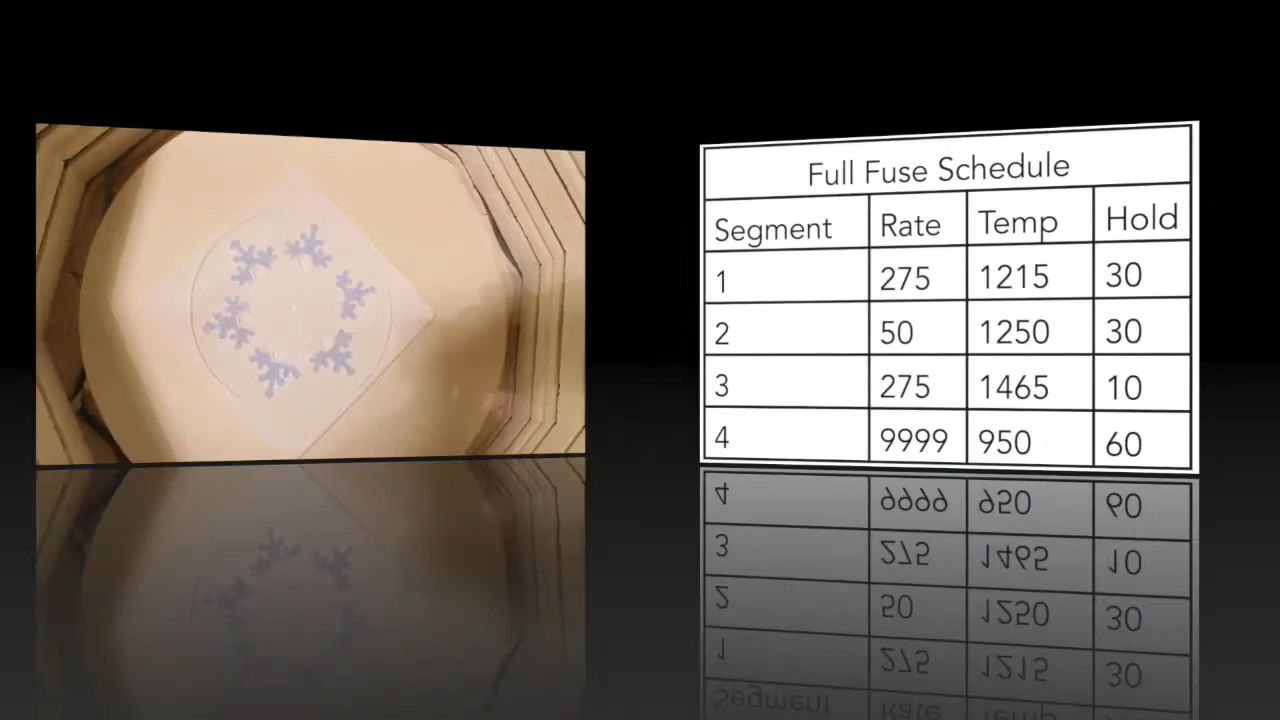 Full Fuse Schedule
Segment Rate Temp Hold
1 275 1215 30
2 50 1250 30
3 275 1465 10
4 9999 950 60